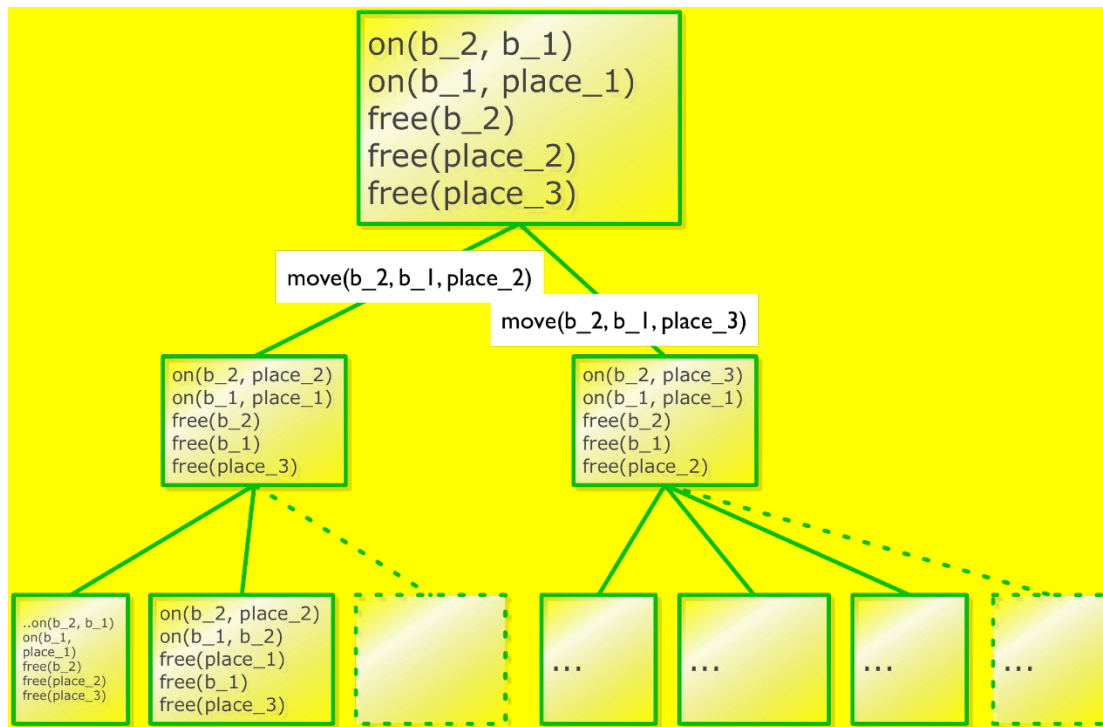 on(b_2, b_1)
on(b_1, place_1)
free(b_2)
free(place_2)
free(place_3)
move(b_2, b_1, place_2)
move(b_2, b_1, place_3)
on(b_2, place_2)
on(b_1, place_1)
free(b_2)
free(b_1)
free(place_3)
on(b_2, place_3)
on(b_1, place_1)
free(b_2)
free(b_1)
free(place_2)
..on(b_2, b_1)
on(b_1,
place_1)
free(b_2)
free(place_2)
free(place_3)
on(b_2, place_2)
on(b_1, b_2)
free(place_1)
free(b_1)
free(place_3)
...
...
...
...